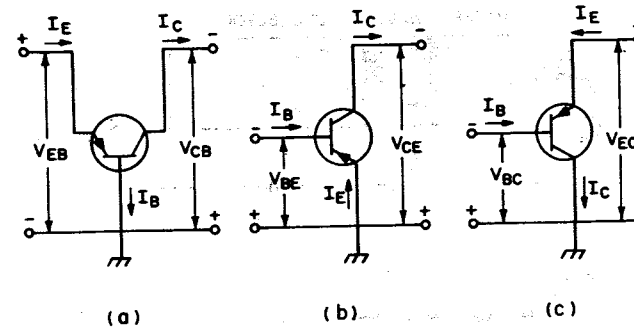 I_E I_C
+ -
V_EB V_CB
I_B
- +
(a)
I_C
-
I_B
-
V_BE V_CE
I_E
+ +
(b)
I_E
-
I_B
-
V_BC V_EC
I_C
+
(c)